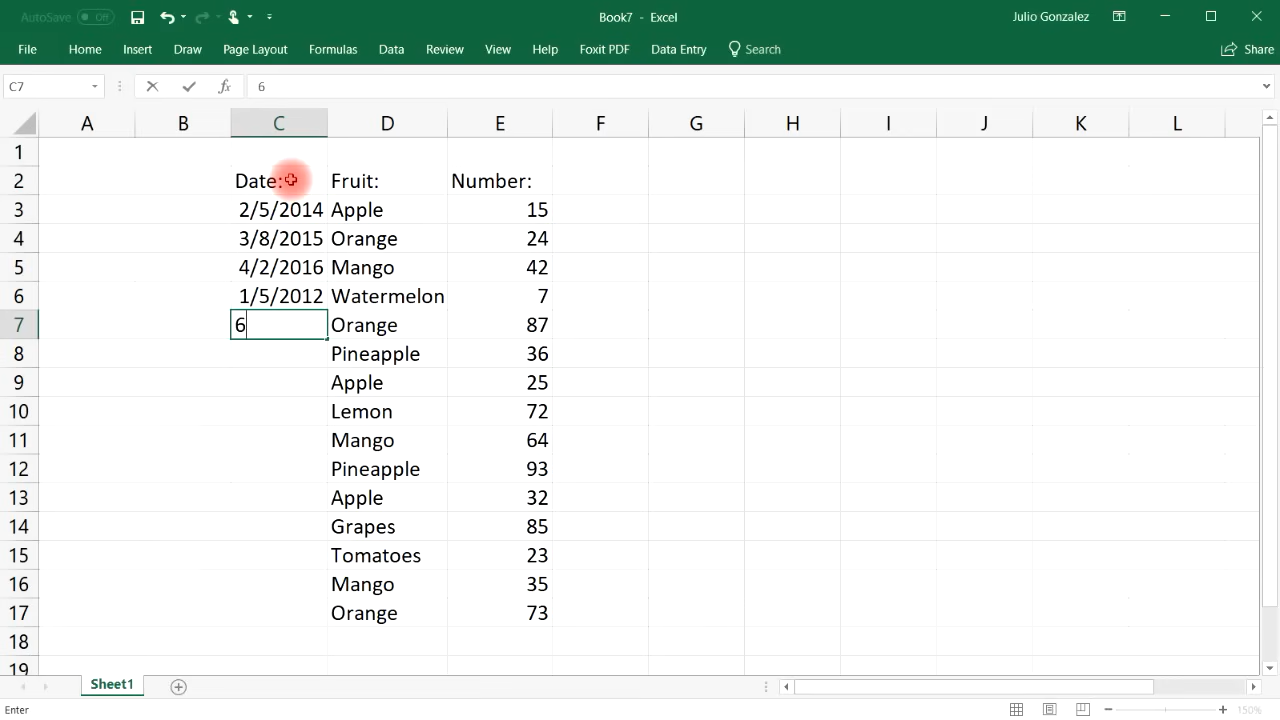 AutoSave Off Book7 - Excel Julio Gonzalez
File Home Insert Draw Page Layout Formulas Data Review View Help Foxit PDF Data Entry Search Share
C7 fx 6
A B C D E F G H I J K L
1
2 Date: Fruit: Number:
3 2/5/2014 Apple 15
4 3/8/2015 Orange 24
5 4/2/2016 Mango 42
6 1/5/2012 Watermelon 7
7 6 Orange 87
8 Pineapple 36
9 Apple 25
10 Lemon 72
11 Mango 64
12 Pineapple 93
13 Apple 32
14 Grapes 85
15 Tomatoes 23
16 Mango 35
17 Orange 73
18
19
Sheet1
Enter 150%